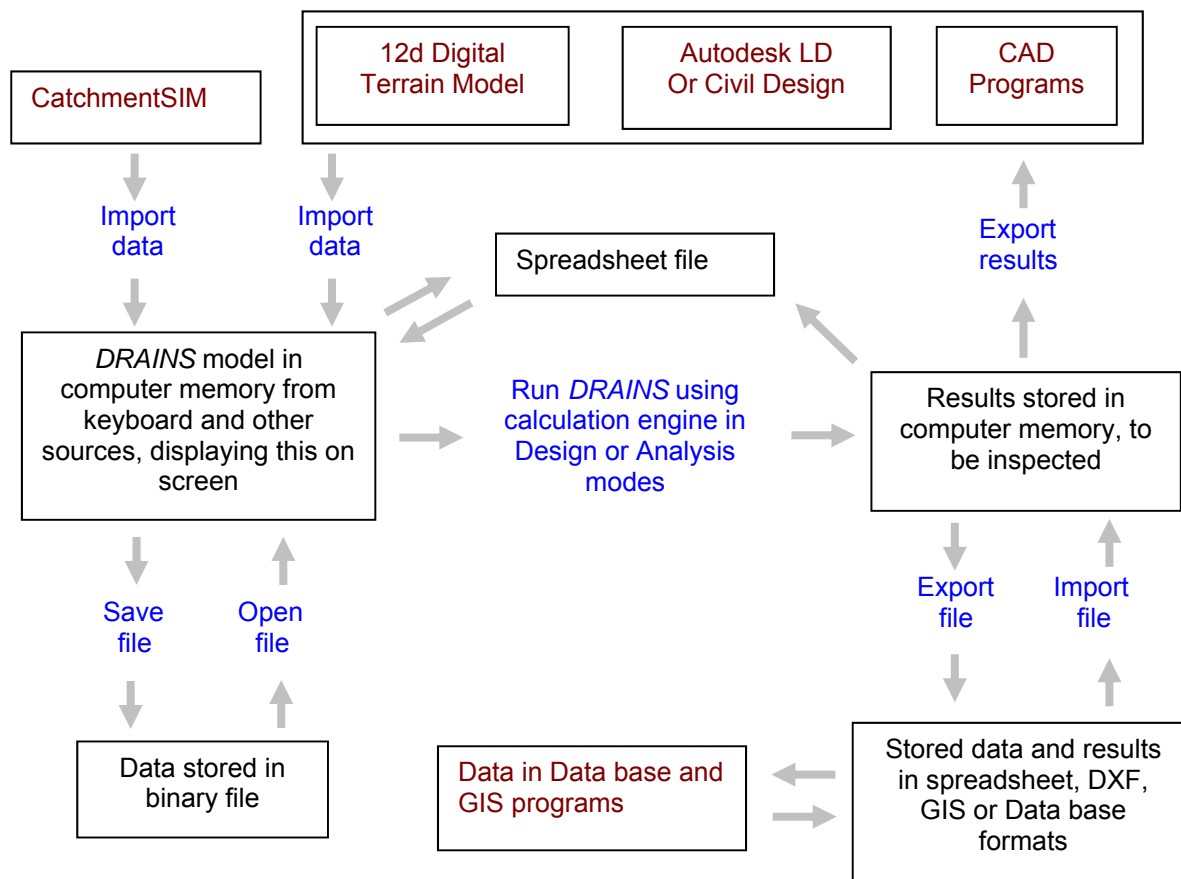 12d Digital
Terrain Model
Autodesk LD
Or Civil Design
CAD
Programs
CatchmentSIM
Import
data
Import
data
Export
results
Spreadsheet file
DRAINS model in
computer memory from
keyboard and other
sources, displaying this on
screen
Run DRAINS using
calculation engine in
Design or Analysis
modes
Results stored in
computer memory, to
be inspected
Save
file
Open
file
Export
file
Import
file
Data stored in
binary file
Data in Data base and
GIS programs
Stored data and results
in spreadsheet, DXF,
GIS or Data base
formats